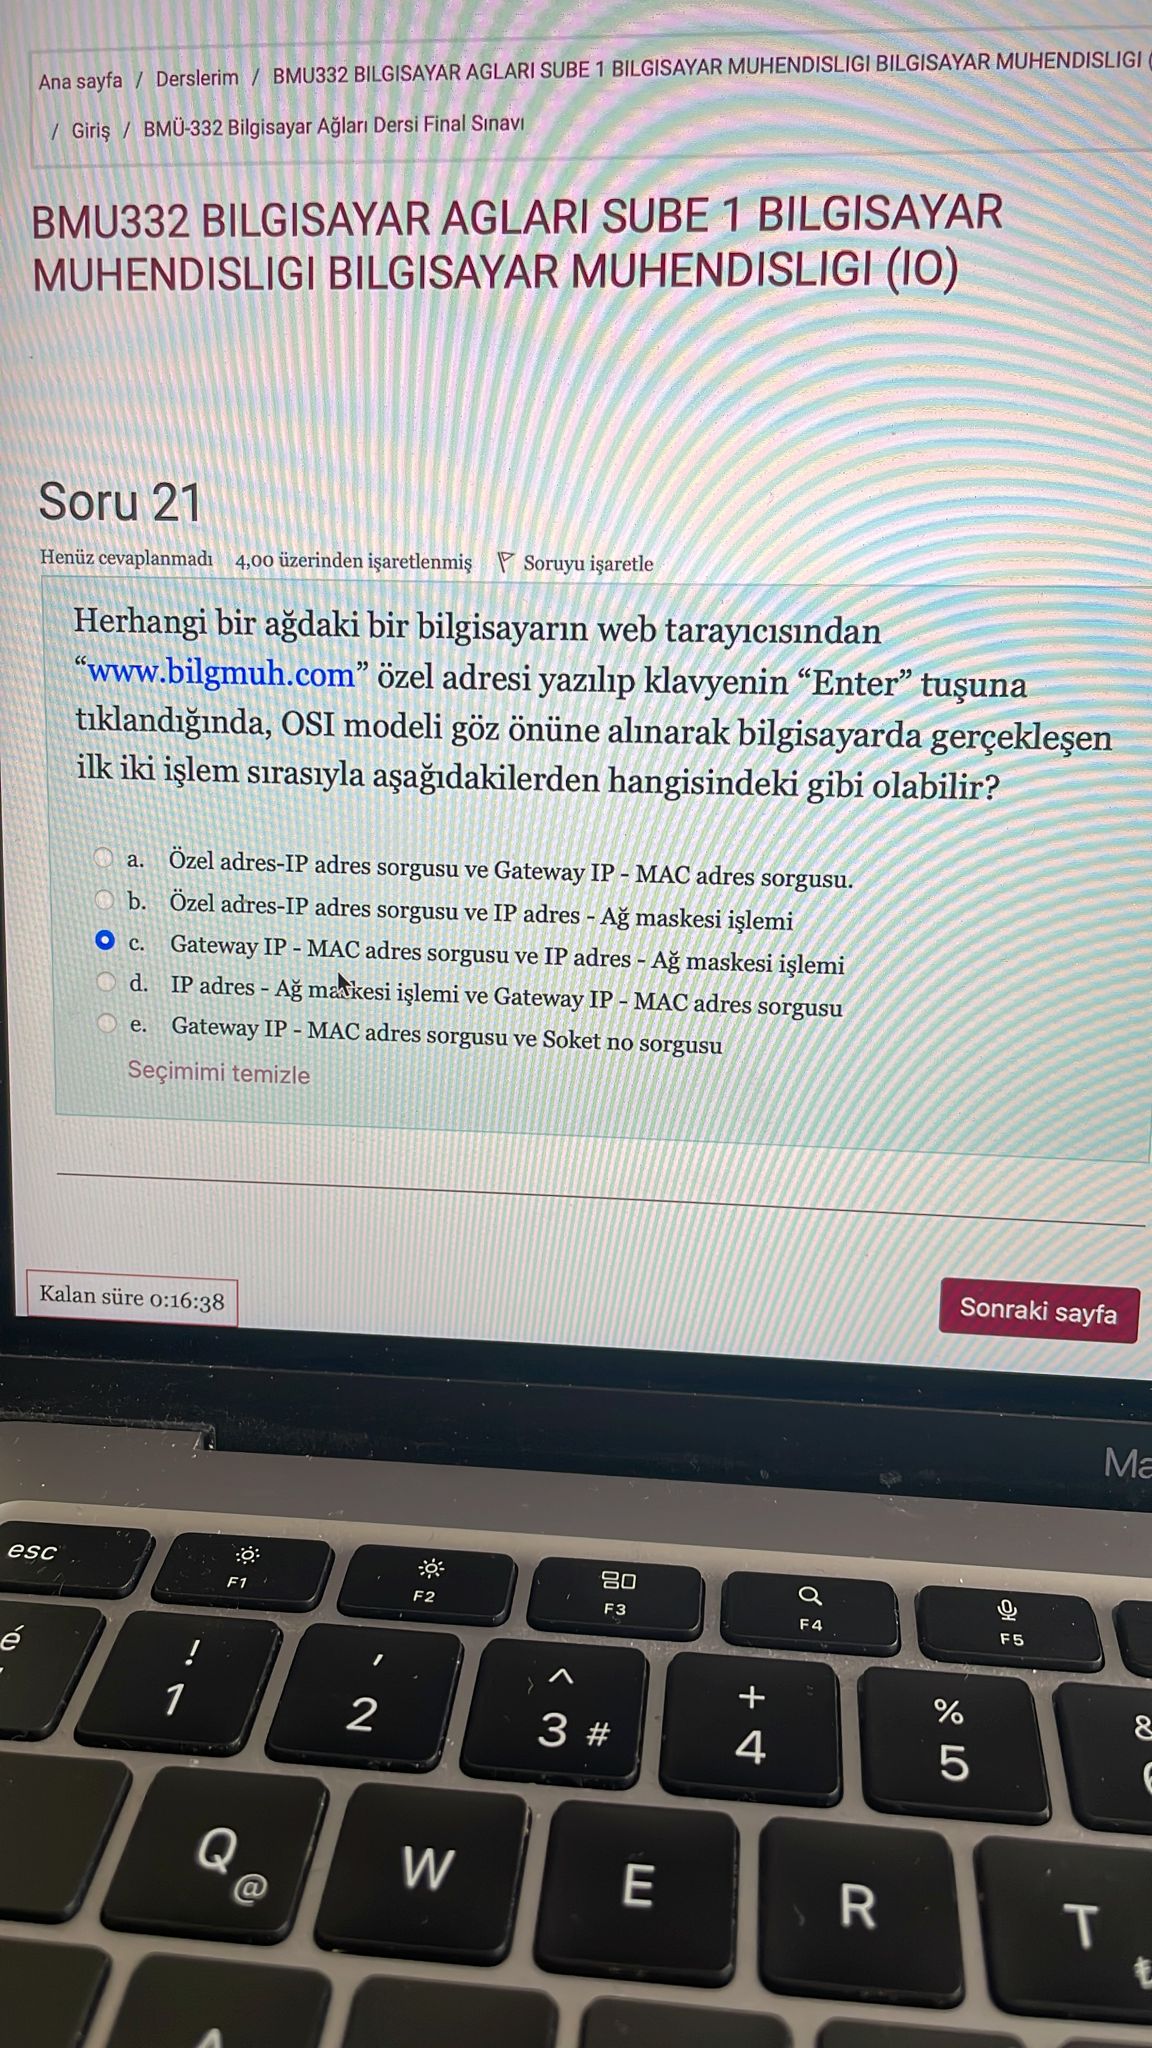 Ana sayfa / Derslerim / BMU332 BILGISAYAR AGLARI SUBE 1 BILGISAYAR MUHENDISLIGI BILGISAYAR MUHENDISLIGI (
/ Giriş / BMÜ-332 Bilgisayar Ağları Dersi Final Sınavı
BMU332 BILGISAYAR AGLARI SUBE 1 BILGISAYAR
MUHENDISLIGI BILGISAYAR MUHENDISLIGI (IO)
Soru 21
Henüz cevaplanmadı 4,00 üzerinden işaretlenmiş Soruyu işaretle
Herhangi bir ağdaki bir bilgisayarın web tarayıcısından
“www.bilgmuh.com” özel adresi yazılıp klavyenin “Enter” tuşuna
tıklandığında, OSI modeli göz önüne alınarak bilgisayarda gerçekleşen
ilk iki işlem sırasıyla aşağıdakilerden hangisindeki gibi olabilir?
a. Özel adres-IP adres sorgusu ve Gateway IP - MAC adres sorgusu.
b. Özel adres-IP adres sorgusu ve IP adres - Ağ maskesi işlemi
c. Gateway IP - MAC adres sorgusu ve IP adres - Ağ maskesi işlemi
d. IP adres - Ağ maskesi işlemi ve Gateway IP - MAC adres sorgusu
e. Gateway IP - MAC adres sorgusu ve Soket no sorgusu
Seçimimi temizle
Kalan süre 0:16:38
Sonraki sayfa
Ma
esc F1 F2 F3 F4 F5
é ! 1 ' 2 ^ 3 # + 4 % 5 &
Q @ W E R T ₺
A